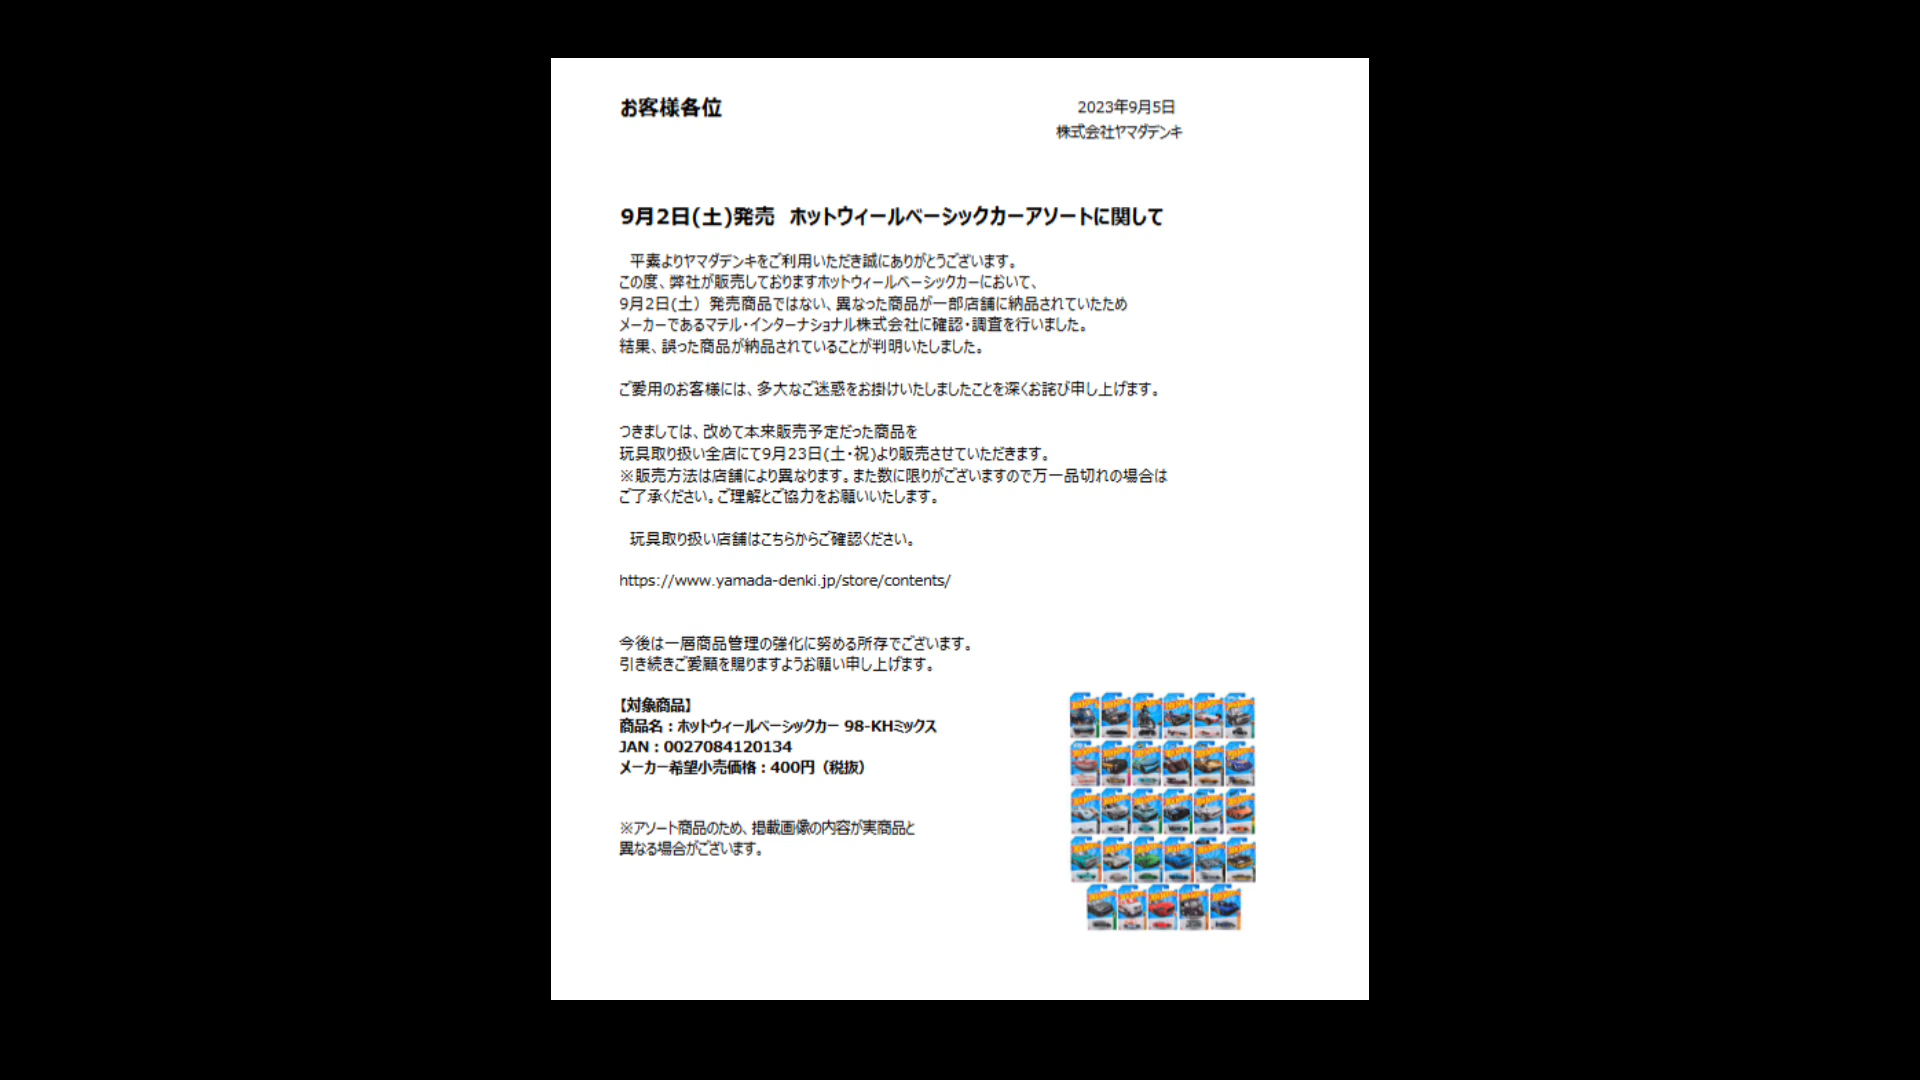 お客様各位
2023年9月5日
株式会社ヤマダデンキ
9月2日(土)発売　ホットウィールベーシックカーアソートに関して
平素よりヤマダデンキをご利用いただき誠にありがとうございます。
この度、弊社が販売しておりますホットウィールベーシックカーにおいて、
9月2日(土）発売商品ではない、異なった商品が一部店舗に納品されていたため
メーカーであるマテル・インターナショナル株式会社に確認・調査を行いました。
結果、誤った商品が納品されていることが判明いたしました。
ご愛用のお客様には、多大なご迷惑をお掛けいたしましたことを深くお詫び申し上げます。
つきましては、改めて本来販売予定だった商品を
玩具取り扱い全店にて9月23日(土・祝)より販売させていただきます。
※販売方法は店舗により異なります。また数に限りがございますので万一品切れの場合は
ご了承ください。ご理解とご協力をお願いいたします。
玩具取り扱い店舗はこちらからご確認ください。
https://www.yamada-denki.jp/store/contents/
今後は一層商品管理の強化に努める所存でございます。
引き続きご愛顧を賜りますようお願い申し上げます。
【対象商品】
商品名：ホットウィールベーシックカー 98-KHミックス
JAN：0027084120134
メーカー希望小売価格：400円（税抜）
※アソート商品のため、掲載画像の内容が実商品と
異なる場合がございます。